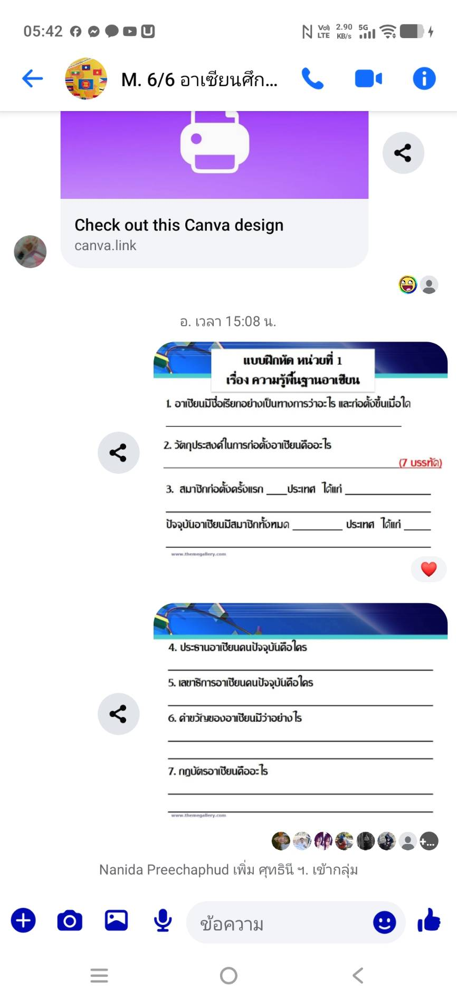 05:42
Vo) LTE
2.90 KB/s
5G
M. 6/6 อาเซียนศึก...
Check out this Canva design
canva.link
อ. เวลา 15:08 น.
แบบฝึกหัด หน่วยที่ 1
เรื่อง ความรู้พื้นฐานอาเซียน
1. อาเซียนมีชื่อเรียกอย่างเป็นทางการว่าอะไร และก่อตั้งขึ้นเมื่อใด
2. วัตถุประสงค์ในการก่อตั้งอาเซียนคืออะไร
(7 บรรทัด)
3. สมาชิกก่อตั้งครั้งแรก ____ประเทศ ได้แก่ ________________
ปัจจุบันอาเซียนมีสมาชิกทั้งหมด _________ ประเทศ ได้แก่ _____
www.themegallery.com
4. ประธานอาเซียนคนปัจจุบันคือใคร
5. เลขาธิการอาเซียนคนปัจจุบันคือใคร
6. คำขวัญของอาเซียนมีว่าอย่างไร
7. กฎบัตรอาเซียนคืออะไร
www.themegallery.com
+...
Nanida Preechaphud เพิ่ม ศุทธินี ฯ. เข้ากลุ่ม
ข้อความ